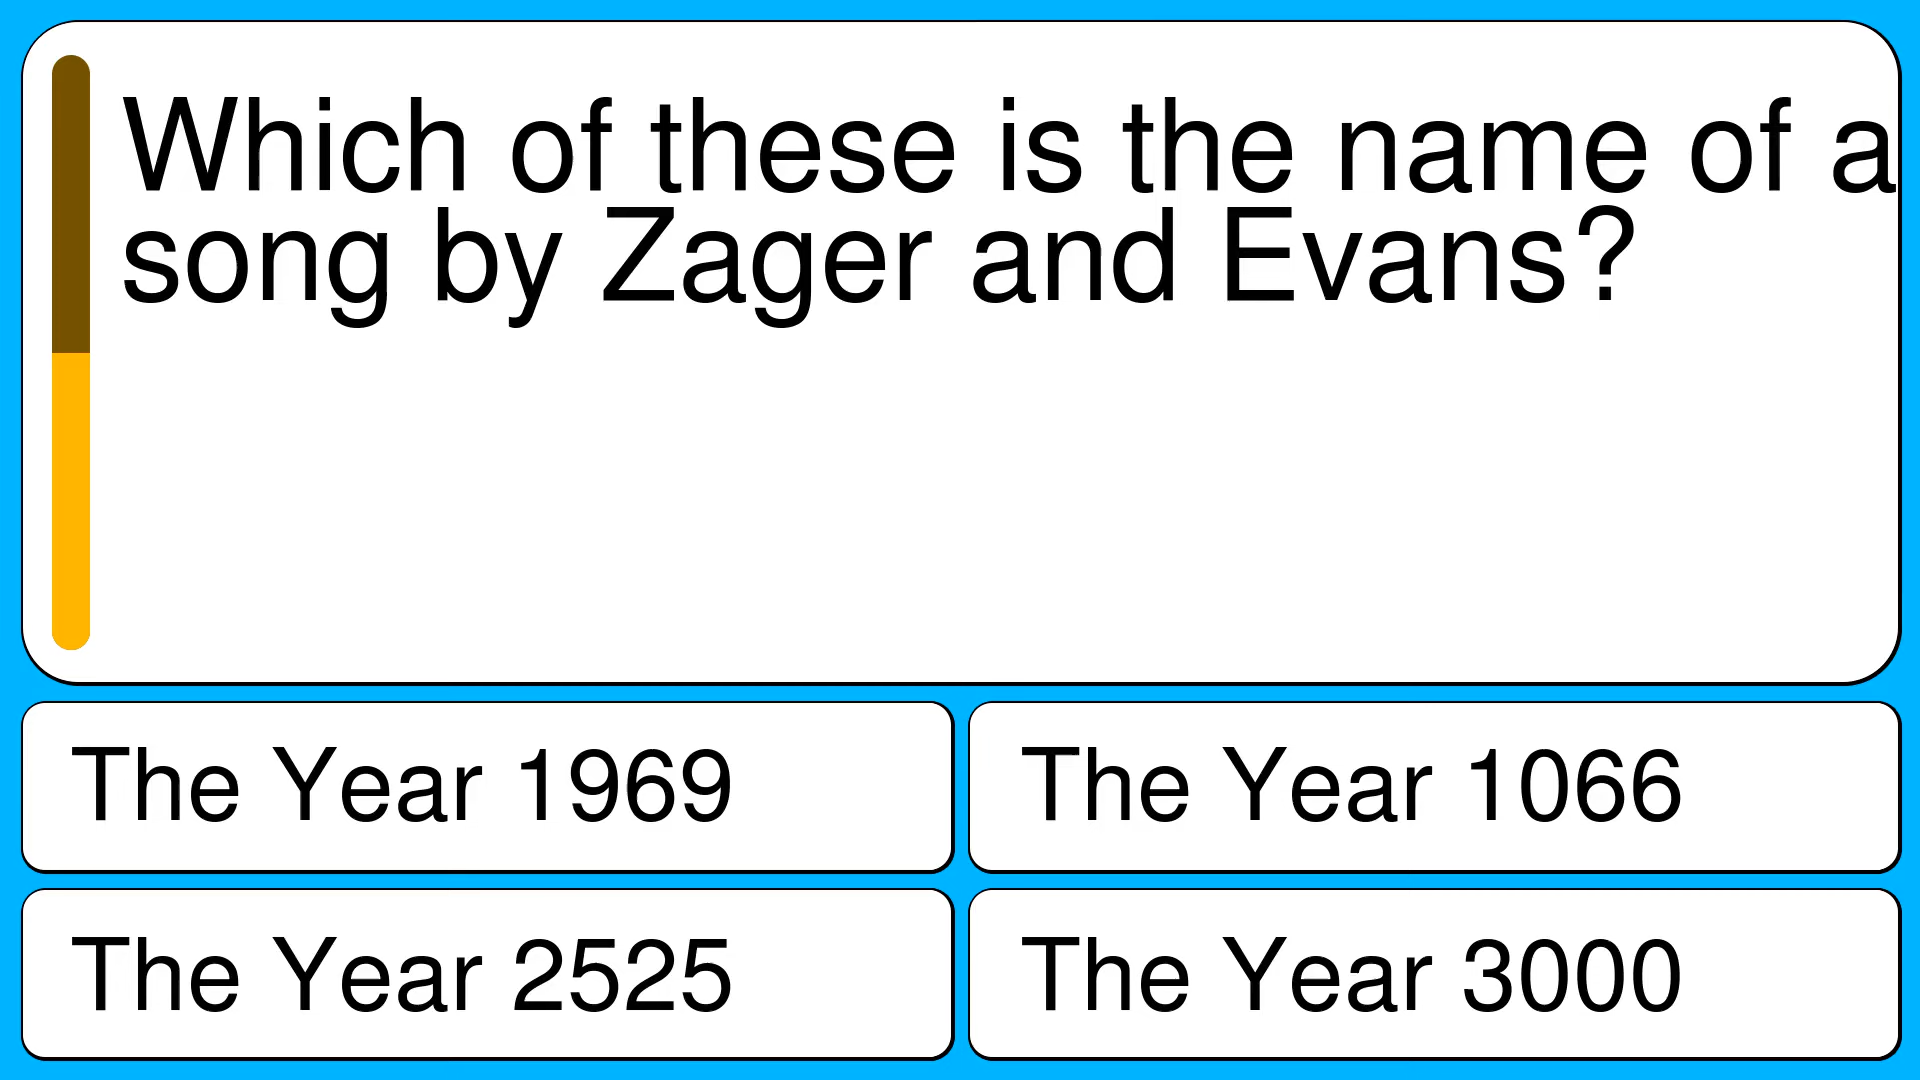 Which of these is the name of a
song by Zager and Evans?
The Year 1969
The Year 1066
The Year 2525
The Year 3000